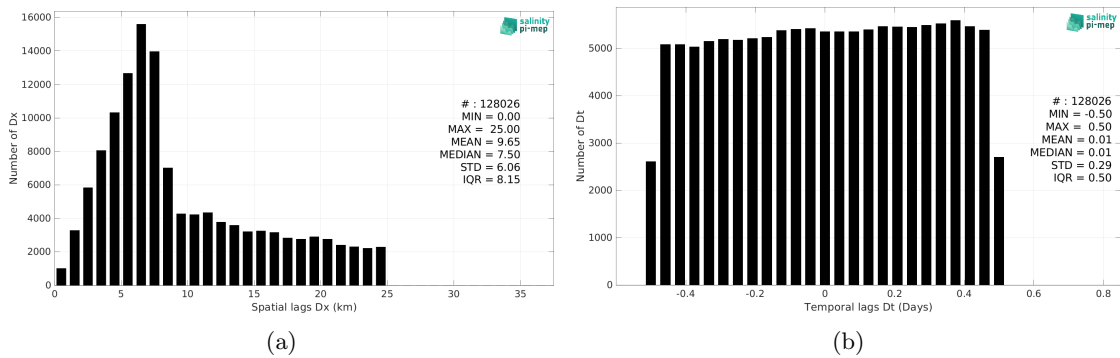 16000
14000
12000
10000
8000
6000
4000
2000
0
Number of Dx
0 5 10 15 20 25 30 35
Spatial lags Dx (km)
salinity
pi-mep
# : 128026
MIN = 0.00
MAX = 25.00
MEAN = 9.65
MEDIAN = 7.50
STD = 6.06
IQR = 8.15
(a)
5000
4000
3000
2000
1000
0
Number of Dt
-0.4 -0.2 0 0.2 0.4 0.6 0.8
Temporal lags Dt (Days)
salinity
pi-mep
# : 128026
MIN = -0.50
MAX = 0.50
MEAN = 0.01
MEDIAN = 0.01
STD = 0.29
IQR = 0.50
(b)